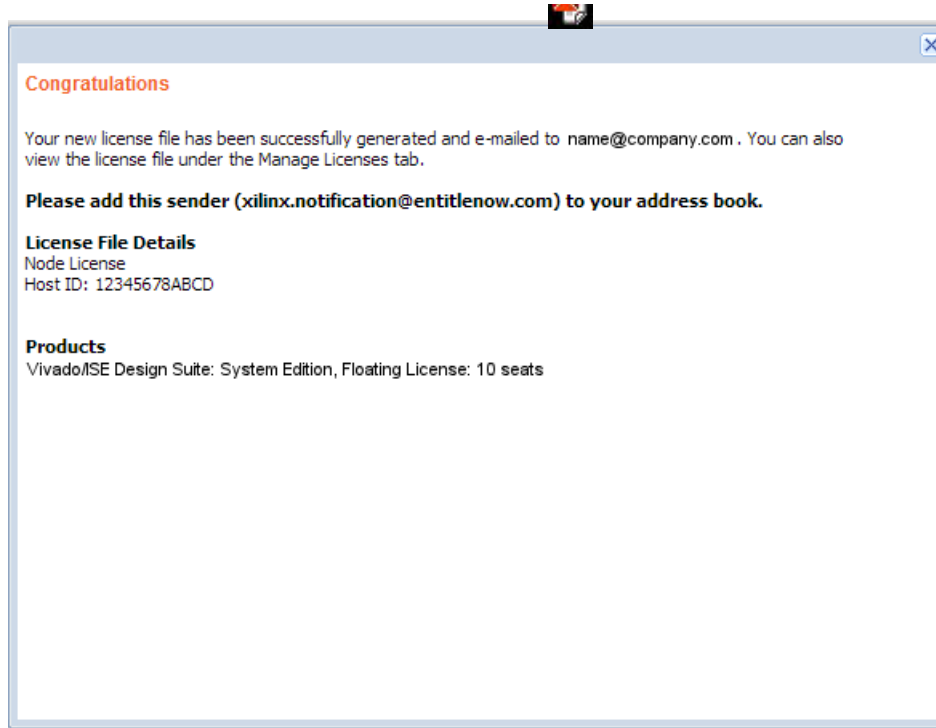 Congratulations
Your new license file has been successfully generated and e-mailed to name@company.com. You can also
view the license file under the Manage Licenses tab.
Please add this sender (xilinx.notification@entitlenow.com) to your address book.
License File Details
Node License
Host ID: 12345678ABCD
Products
Vivado/ISE Design Suite: System Edition, Floating License: 10 seats